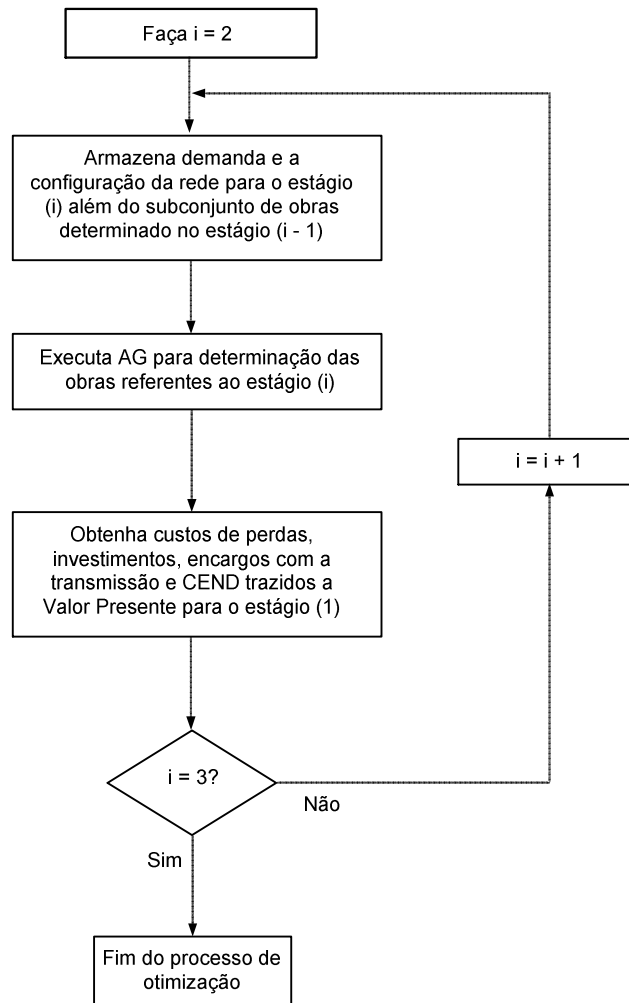 Faça i = 2
Armazena demanda e a
configuração da rede para o estágio
(i) além do subconjunto de obras
determinado no estágio (i - 1)
Executa AG para determinação das
obras referentes ao estágio (i)
i = i + 1
Obtenha custos de perdas,
investimentos, encargos com a
transmissão e CEND trazidos a
Valor Presente para o estágio (1)
i = 3?
Não
Sim
Fim do processo de
otimização